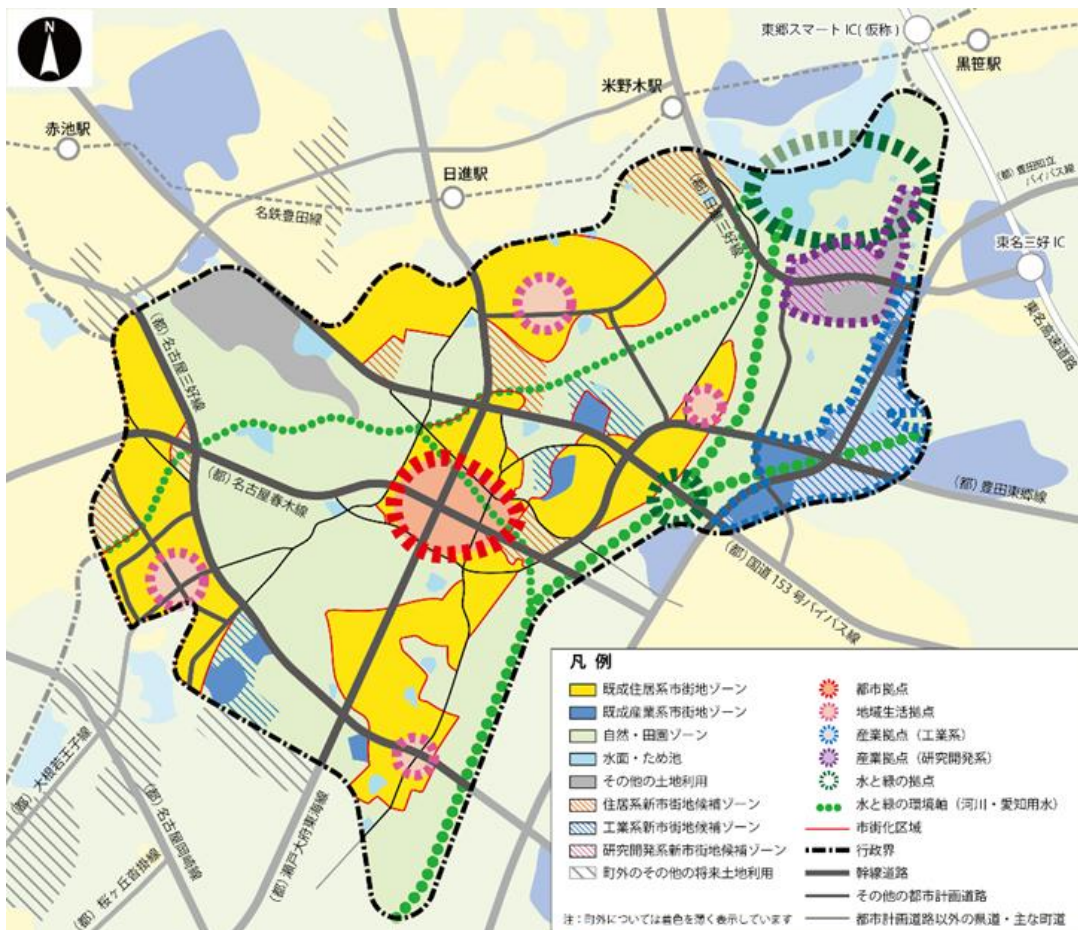 N
東郷スマートIC(仮称)
黒笹駅
米野木駅
赤池駅
日進駅
名鉄豊田線
(都)日進三好線
(都)豊田知立
バイパス線
東名三好IC
東名高速道路
(都)名古屋三好線
(都)名古屋春木線
(都)豊田東郷線
(都)国道153号バイパス線
(都)大根若王子線
(都)名古屋岡崎線
(都)桜ヶ丘沓掛線
(都)瀬戸大府東海線
凡例
既成住居系市街地ゾーン
既成産業系市街地ゾーン
自然・田園ゾーン
水面・ため池
その他の土地利用
住居系新市街地候補ゾーン
工業系新市街地候補ゾーン
研究開発系新市街地候補ゾーン
町外のその他の将来土地利用
注:町外については着色を薄く表示しています
都市拠点
地域生活拠点
産業拠点(工業系)
産業拠点(研究開発系)
水と緑の拠点
水と緑の環境軸(河川・愛知用水)
市街化区域
行政界
幹線道路
その他の都市計画道路
都市計画道路以外の県道・主な町道